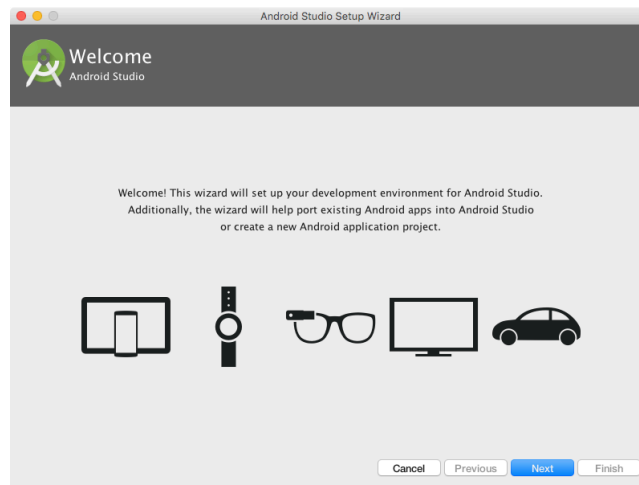 Android Studio Setup Wizard
Welcome
Android Studio
Welcome! This wizard will set up your development environment for Android Studio.
Additionally, the wizard will help port existing Android apps into Android Studio
or create a new Android application project.
Cancel Previous Next Finish